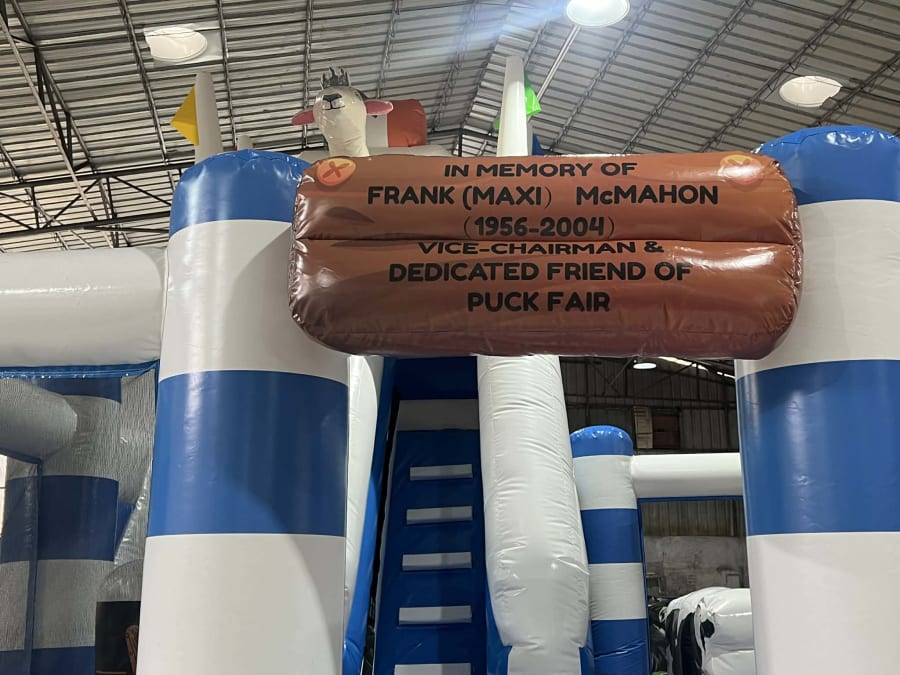 IN MEMORY OF
FRANK (MAXI) McMAHON
(1956-2004)
VICE-CHAIRMAN &
DEDICATED FRIEND OF
PUCK FAIR